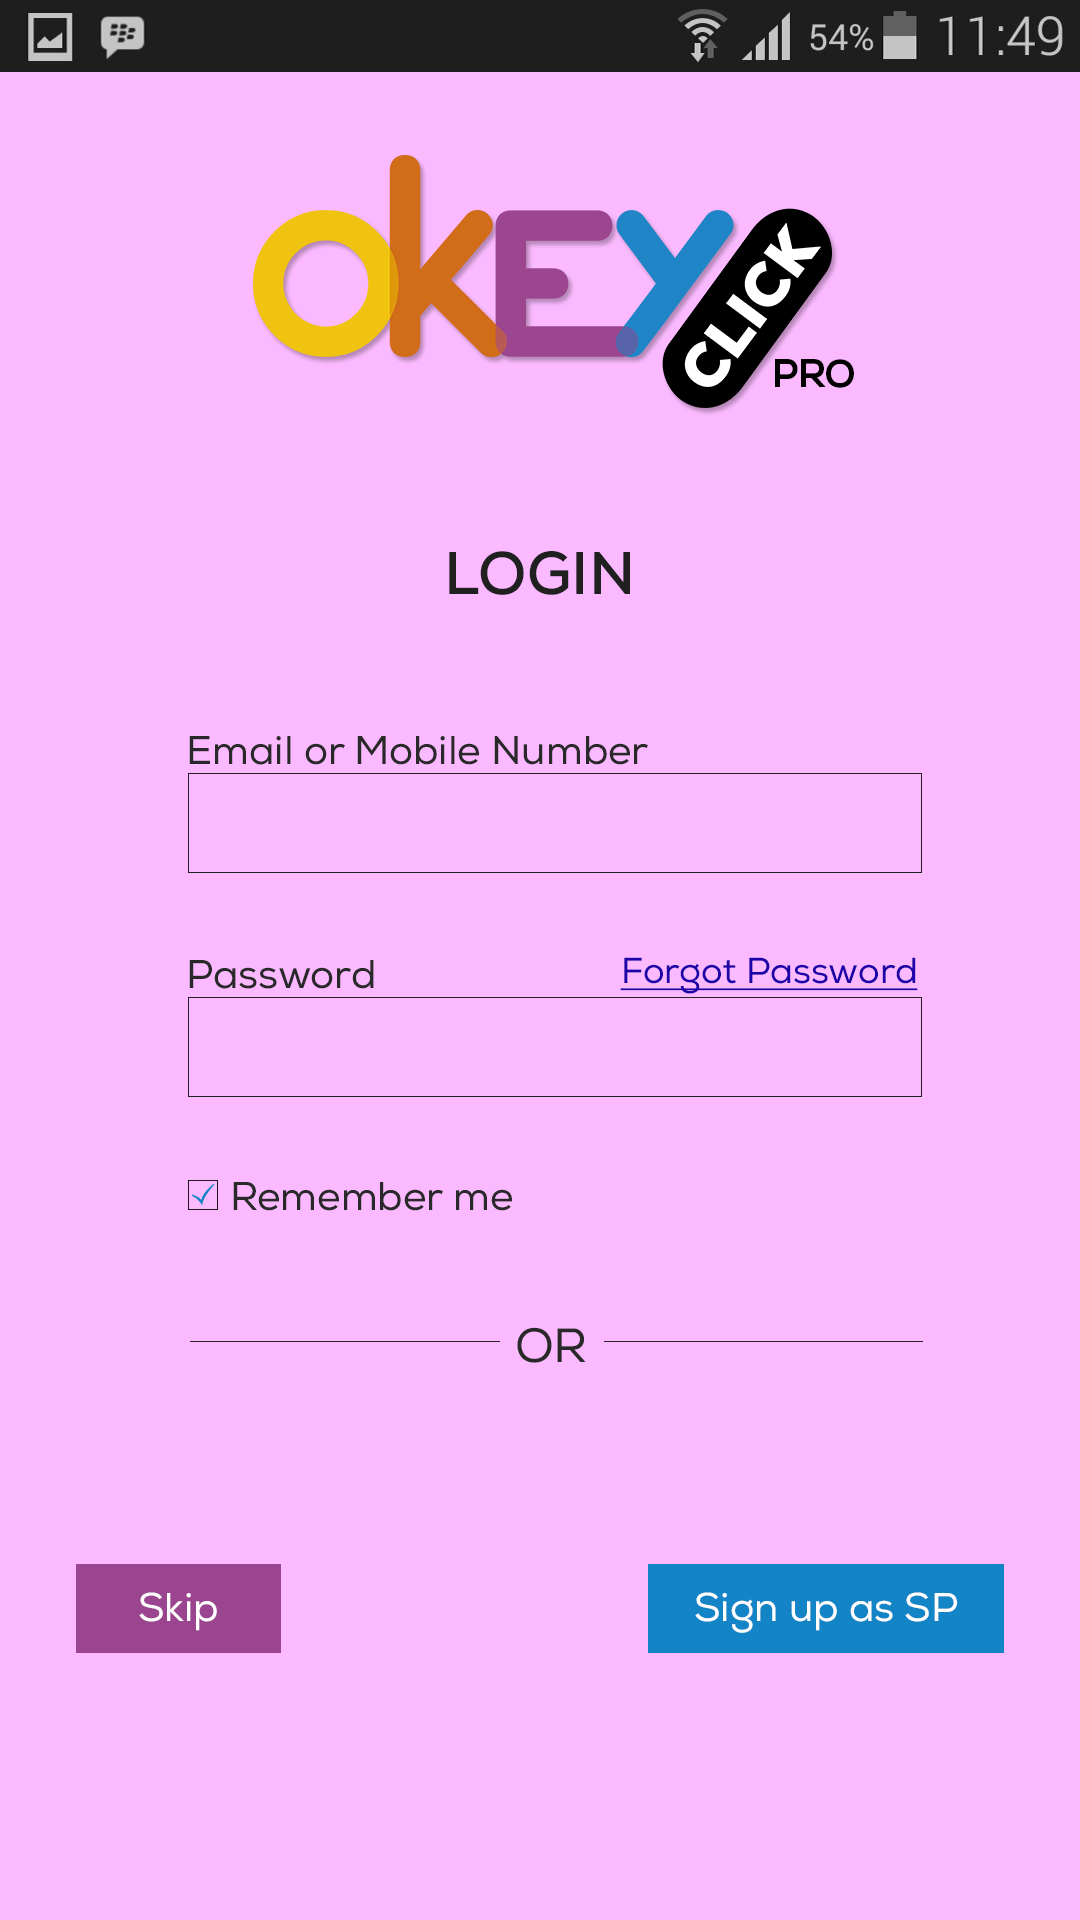 54% 11:49
OKEY CLICK
PRO
LOGIN
Email or Mobile Number
Password Forgot Password
Remember me
OR
Skip Sign up as SP